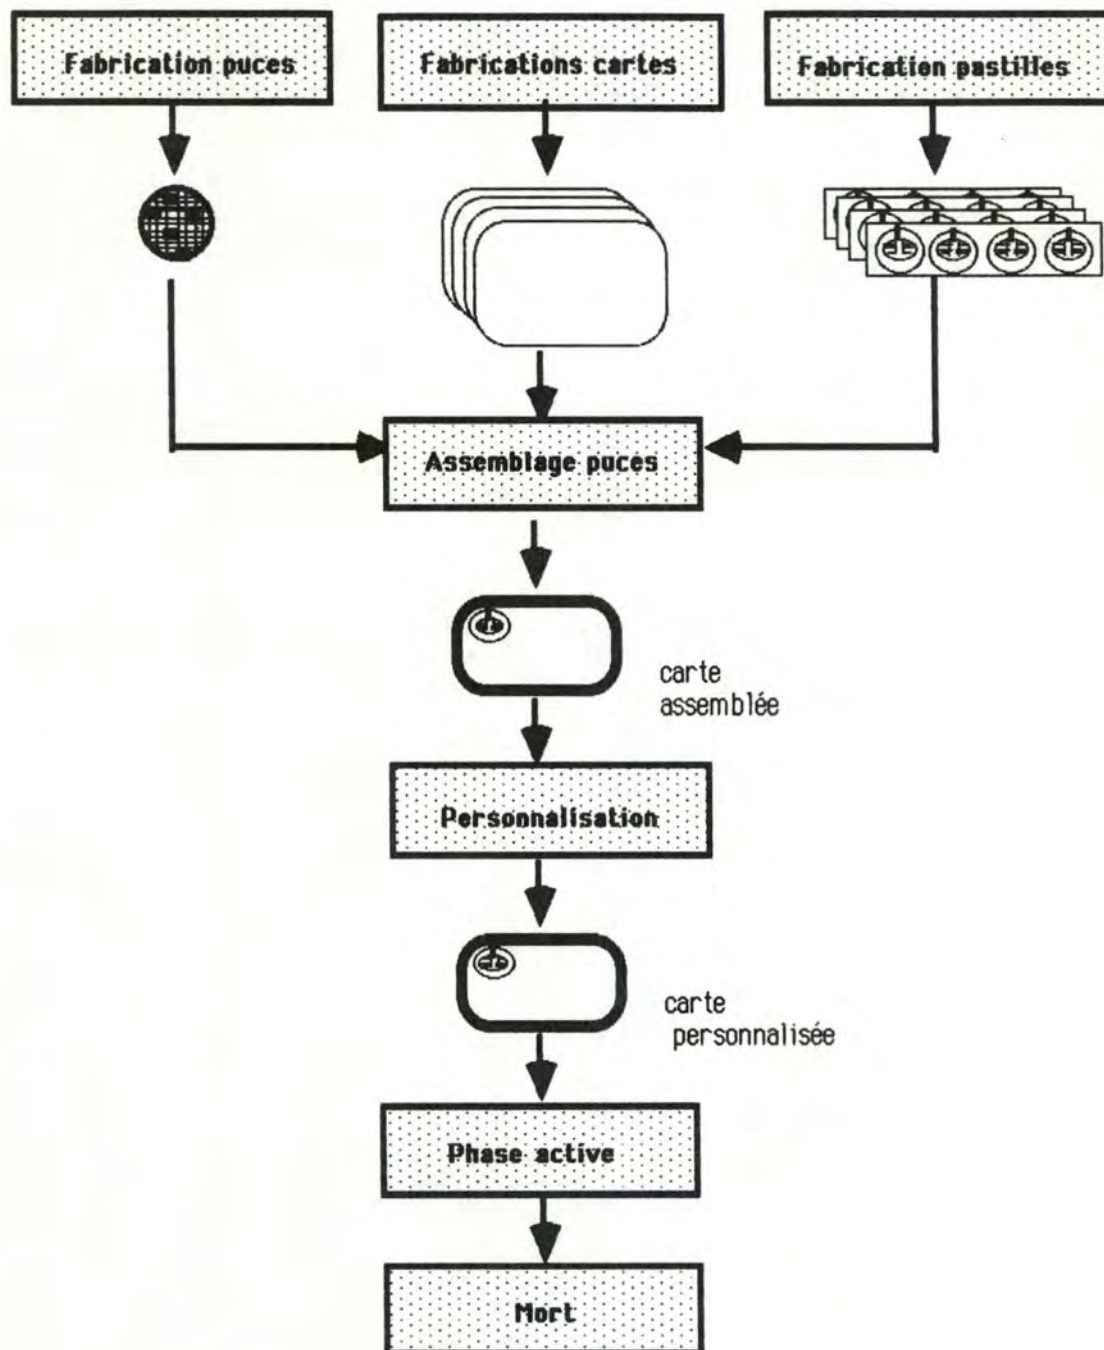 Fabrication puces
Fabrications cartes
Fabrication pastilles
Assemblage puces
carte
assemblée
Personnalisation
carte
personnalisée
Phase active
Mort